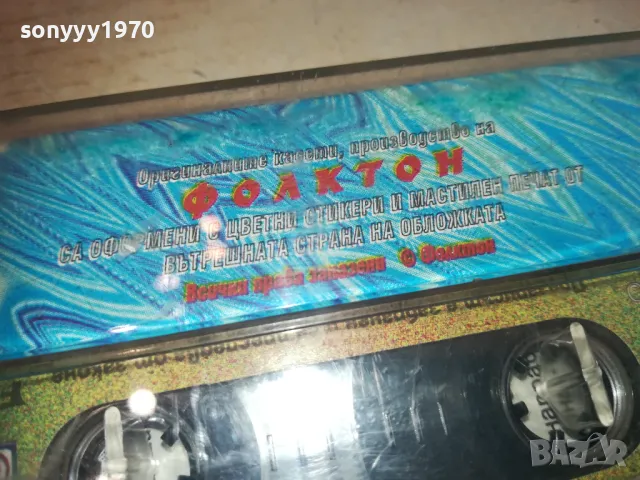 sonyyy1970
Оригиналните касети, производство на
ФОЛКТОН
СА ОФОРМЕНИ С ЦВЕТНИ СТИКЕРИ И МАСТИЛЕН ПЕЧАТ ОТ
ВЪТРЕШНАТА СТРАНА НА ОБЛОЖКАТА
Всички права запазени © Фолктон
BAZAR